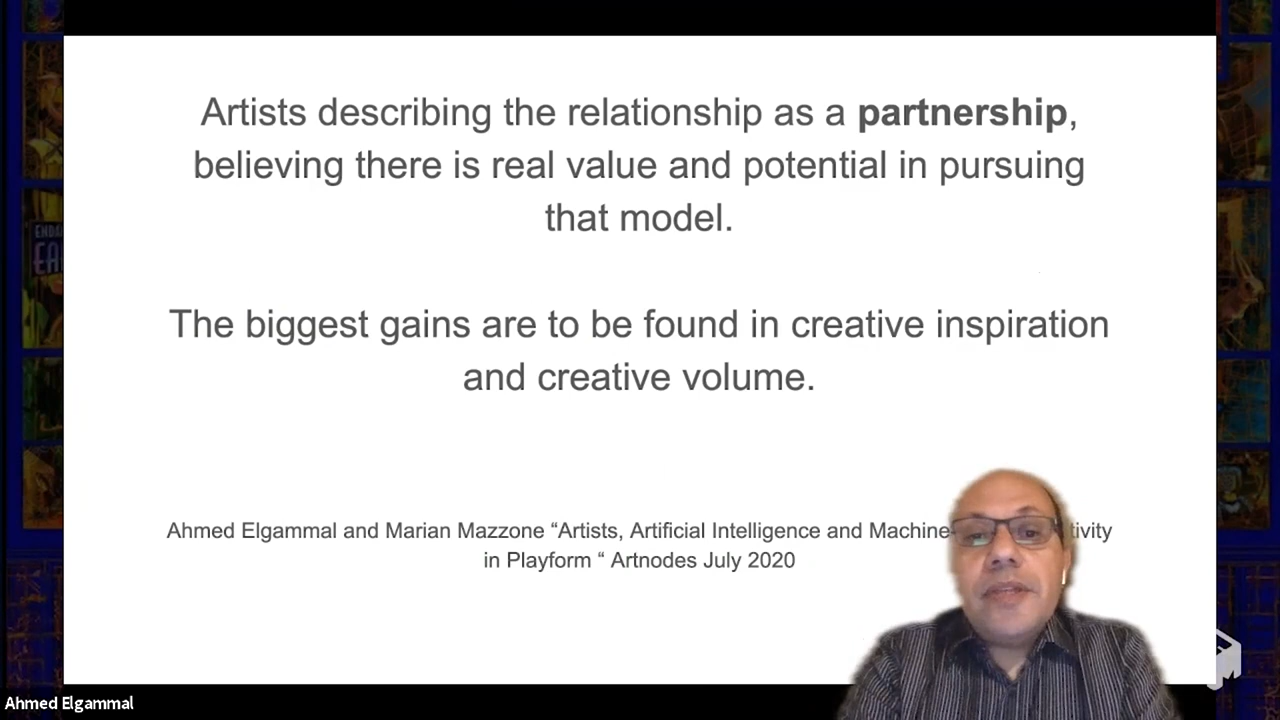 Artists describing the relationship as a partnership,
believing there is real value and potential in pursuing
that model.
The biggest gains are to be found in creative inspiration
and creative volume.
Ahmed Elgammal and Marian Mazzone “Artists, Artificial Intelligence and Machine- tivity
in Playform “ Artnodes July 2020
Ahmed Elgammal